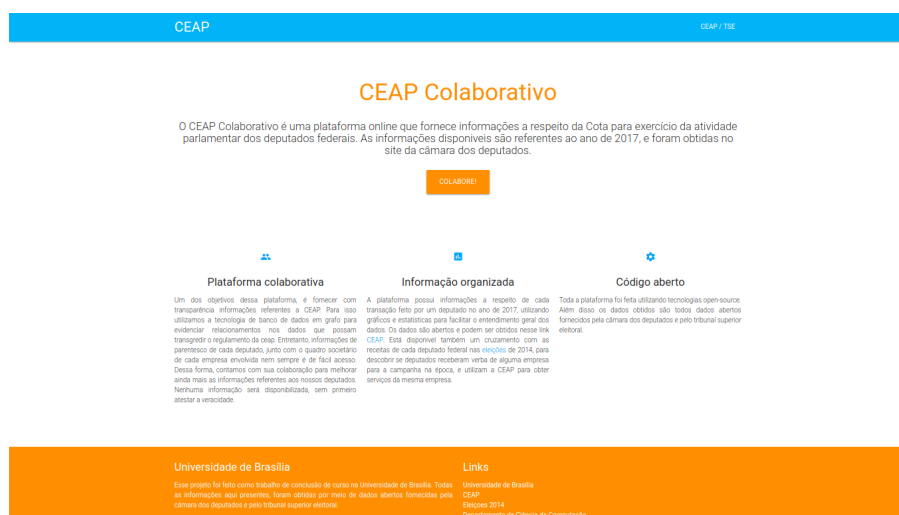 CEAP
CEAP / TSE
CEAP Colaborativo
O CEAP Colaborativo é uma plataforma online que fornece informações a respeito da Cota para exercício da atividade
parlamentar dos deputados federais. As informações disponiveis são referentes ao ano de 2017, e foram obtidas no
site da câmara dos deputados.
COLABORE!
Plataforma colaborativa
Um dos objetivos dessa plataforma, é fornecer com
transparência informações referentes a CEAP. Para isso
utilizamos a tecnologia de banco de dados em grafo para
evidenciar relacionamentos nos dados que possam
transgredir o regulamento da ceap. Entretanto, informações de
parentesco de cada deputado, junto com o quadro societário
de cada empresa envolvida nem sempre é de fácil acesso.
Dessa forma, contamos com sua colaboração para melhorar
ainda mais as informações referentes aos nossos deputados.
Nenhuma informação será disponibilizada, sem primeiro
atestar a veracidade.
Informação organizada
A plataforma possui informações a respeito de cada
transação feito por um deputado no ano de 2017, utilizando
gráficos e estatísticas para facilitar o entendimento geral dos
dados. Os dados são abertos e podem ser obtidos nesse link
CEAP. Está disponível também um cruzamento com as
receitas de cada deputado federal nas eleições de 2014, para
descobrir se deputados receberam verba de alguma empresa
para a campanha na época, e utilizam a CEAP para obter
serviços da mesma empresa.
Código aberto
Toda a plataforma foi feita utilizando tecnologias open-source.
Além disso os dados obtidos são todos dados abertos
fornecidos pela câmara dos deputados e pelo tribunal superior
eleitoral.
Universidade de Brasília
Esse projeto foi feito como trabalho de conclusão de curso na Universidade de Brasília. Todas
as informações aqui presentes, foram obtidas por meio de dados abertos fornecidas pela
câmara dos deputados e pelo tribunal superior eleitoral.
Links
Universidade de Brasília
CEAP
Eleiçoes 2014
Departamento de Ciência da Computação